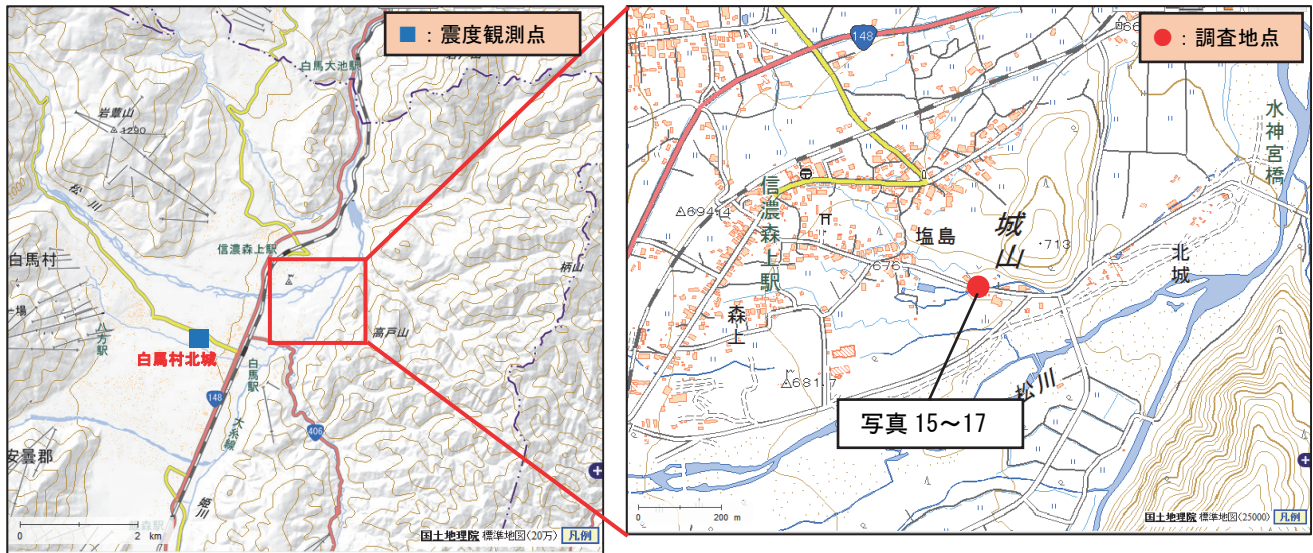 ■：震度観測点
白馬大池駅
岩蕈山
1290
松川
信濃森上駅
白馬村
八方駅
白馬村北城
白馬駅
高戸山
柄山
148
大糸線
406
安曇郡
姫川
0 2 km
国土地理院 標準地図(20万) 凡例
●：調査地点
148
水神宮橋
694.4
信濃森上駅
塩島
城山
713
676
北城
森上
681.7
松川
写真 15～17
0 200 m
国土地理院 標準地図(25000) 凡例